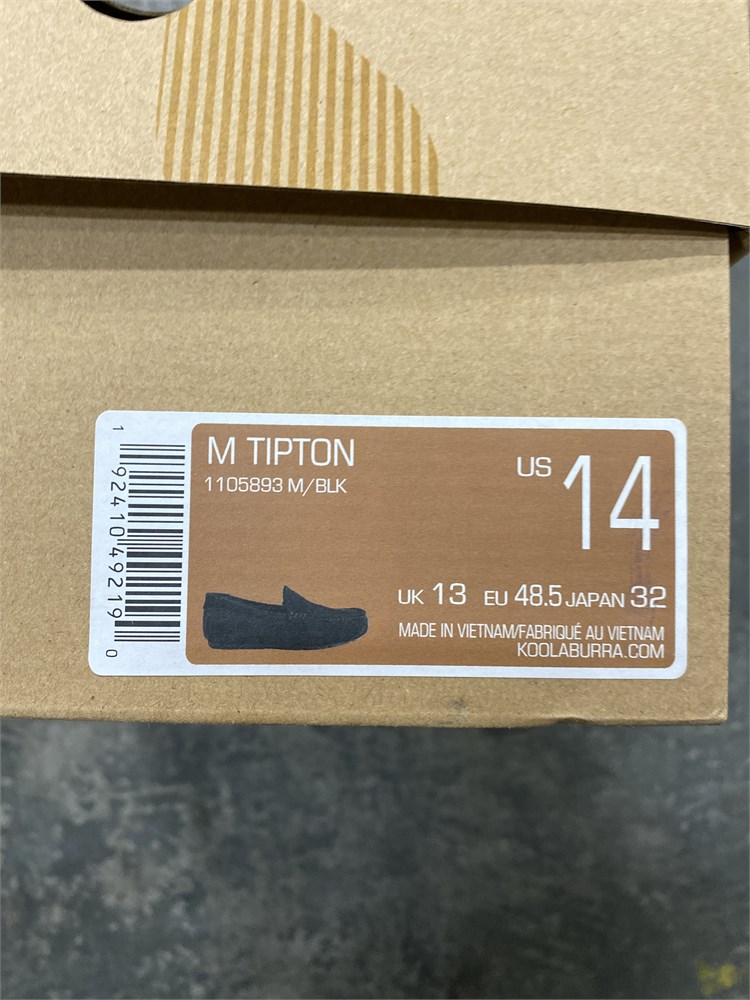 M TIPTON
1105893 M/BLK
US 14
UK 13 EU 48.5 JAPAN 32
MADE IN VIETNAM/FABRIQUÉ AU VIETNAM
KOOLABURRA.COM
1 92410 49219 0